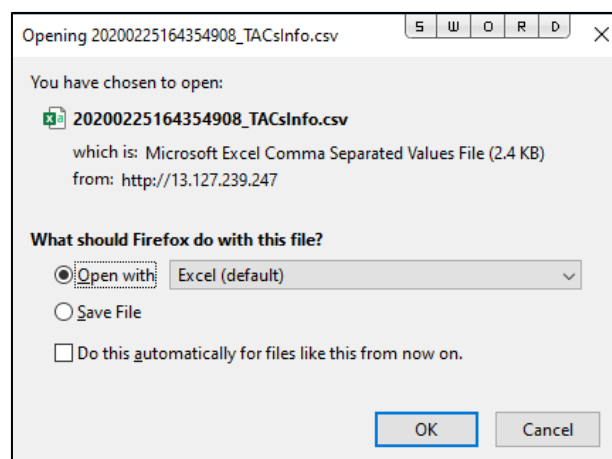 Opening 20200225164354908_TACsInfo.csv
S W O R D
You have chosen to open:
20200225164354908_TACsInfo.csv
which is: Microsoft Excel Comma Separated Values File (2.4 KB)
from: http://13.127.239.247
What should Firefox do with this file?
Open with Excel (default)
Save File
Do this automatically for files like this from now on.
OK Cancel